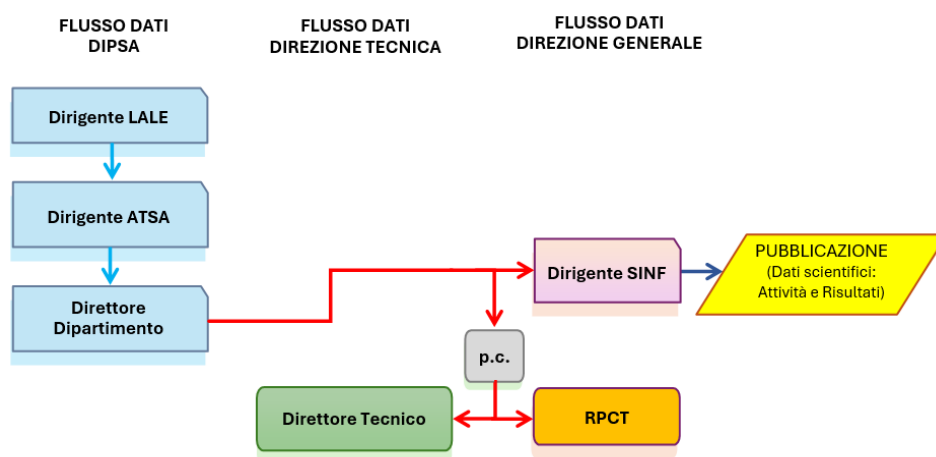 FLUSSO DATI
DIPSA
FLUSSO DATI
DIREZIONE TECNICA
FLUSSO DATI
DIREZIONE GENERALE
Dirigente LALE
Dirigente ATSA
Direttore
Dipartimento
Dirigente SINF
PUBBLICAZIONE
(Dati scientifici:
Attività e Risultati)
p.c.
Direttore Tecnico
RPCT